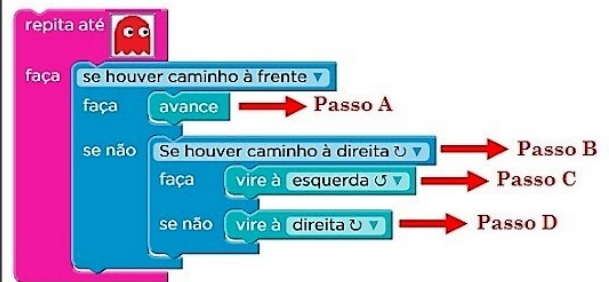 repita até
faça se houver caminho à frente
faça avance Passo A
se não Se houver caminho à direita ↻ Passo B
faça vire à esquerda ↺ Passo C
se não vire à direita ↻ Passo D